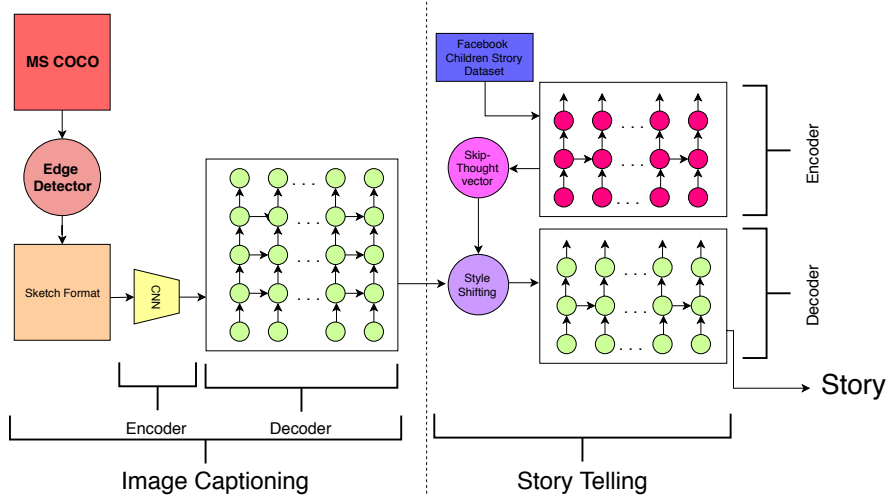 MS COCO
Edge
Detector
Sketch Format
CNN
Encoder
Decoder
Image Captioning
Facebook
Children Strory
Dataset
Skip-
Thought
vector
Style
Shifting
Encoder
Decoder
Story
Story Telling